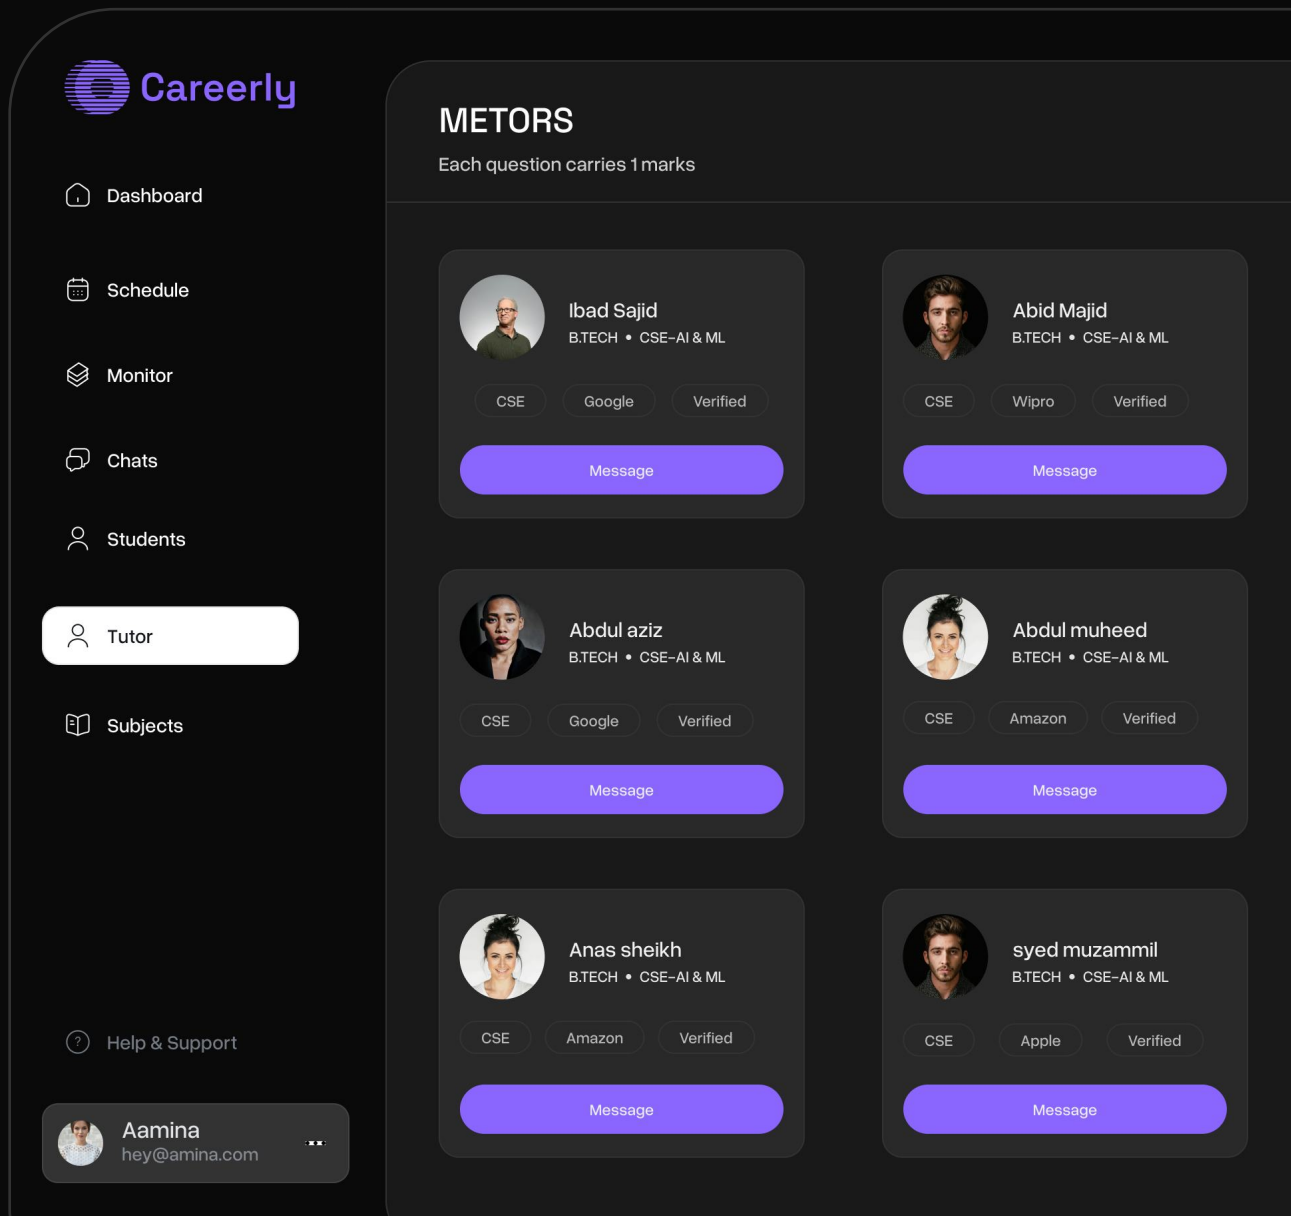 Careerly
Dashboard
Schedule
Monitor
Chats
Students
Tutor
Subjects
Help & Support
Aamina
hey@amina.com
METORS
Each question carries 1 marks
Ibad Sajid
B.TECH • CSE-AI & ML
CSE Google Verified
Message
Abid Majid
B.TECH • CSE-AI & ML
CSE Wipro Verified
Message
Abdul aziz
B.TECH • CSE-AI & ML
CSE Google Verified
Message
Abdul muheed
B.TECH • CSE-AI & ML
CSE Amazon Verified
Message
Anas sheikh
B.TECH • CSE-AI & ML
CSE Amazon Verified
Message
syed muzammil
B.TECH • CSE-AI & ML
CSE Apple Verified
Message